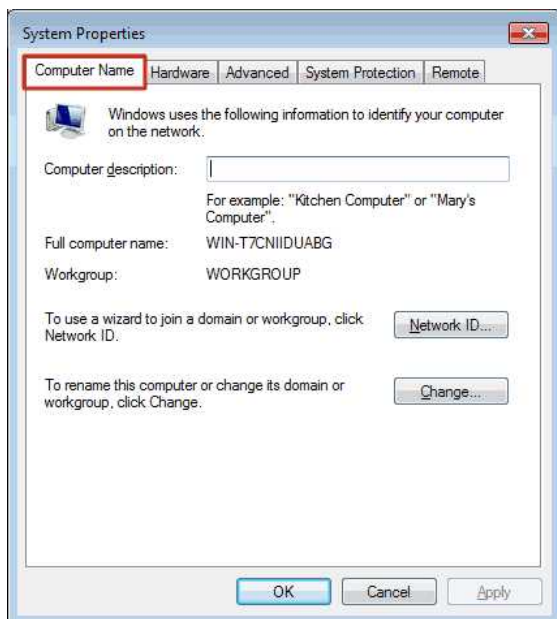 System Properties
Computer Name Hardware Advanced System Protection Remote
Windows uses the following information to identify your computer
on the network.
Computer description:
For example: "Kitchen Computer" or "Mary's
Computer".
Full computer name: WIN-T7CNIIDUABG
Workgroup: WORKGROUP
To use a wizard to join a domain or workgroup, click
Network ID.
Network ID...
To rename this computer or change its domain or
workgroup, click Change.
Change...
OK Cancel Apply